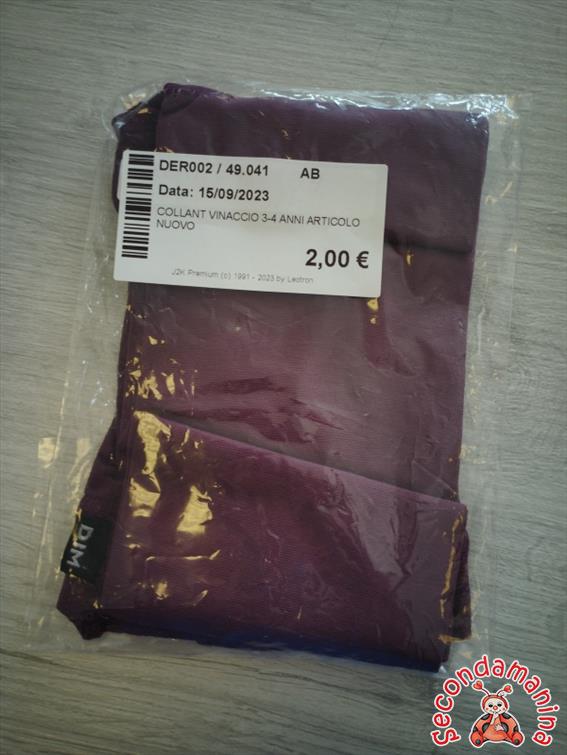 DER002 / 49.041 AB
Data: 15/09/2023
COLLANT VINACCIO 3-4 ANNI ARTICOLO
NUOVO
2,00 €
J2K Premium (c) 1991 - 2023 by Leotron
DIM
Secondamanina